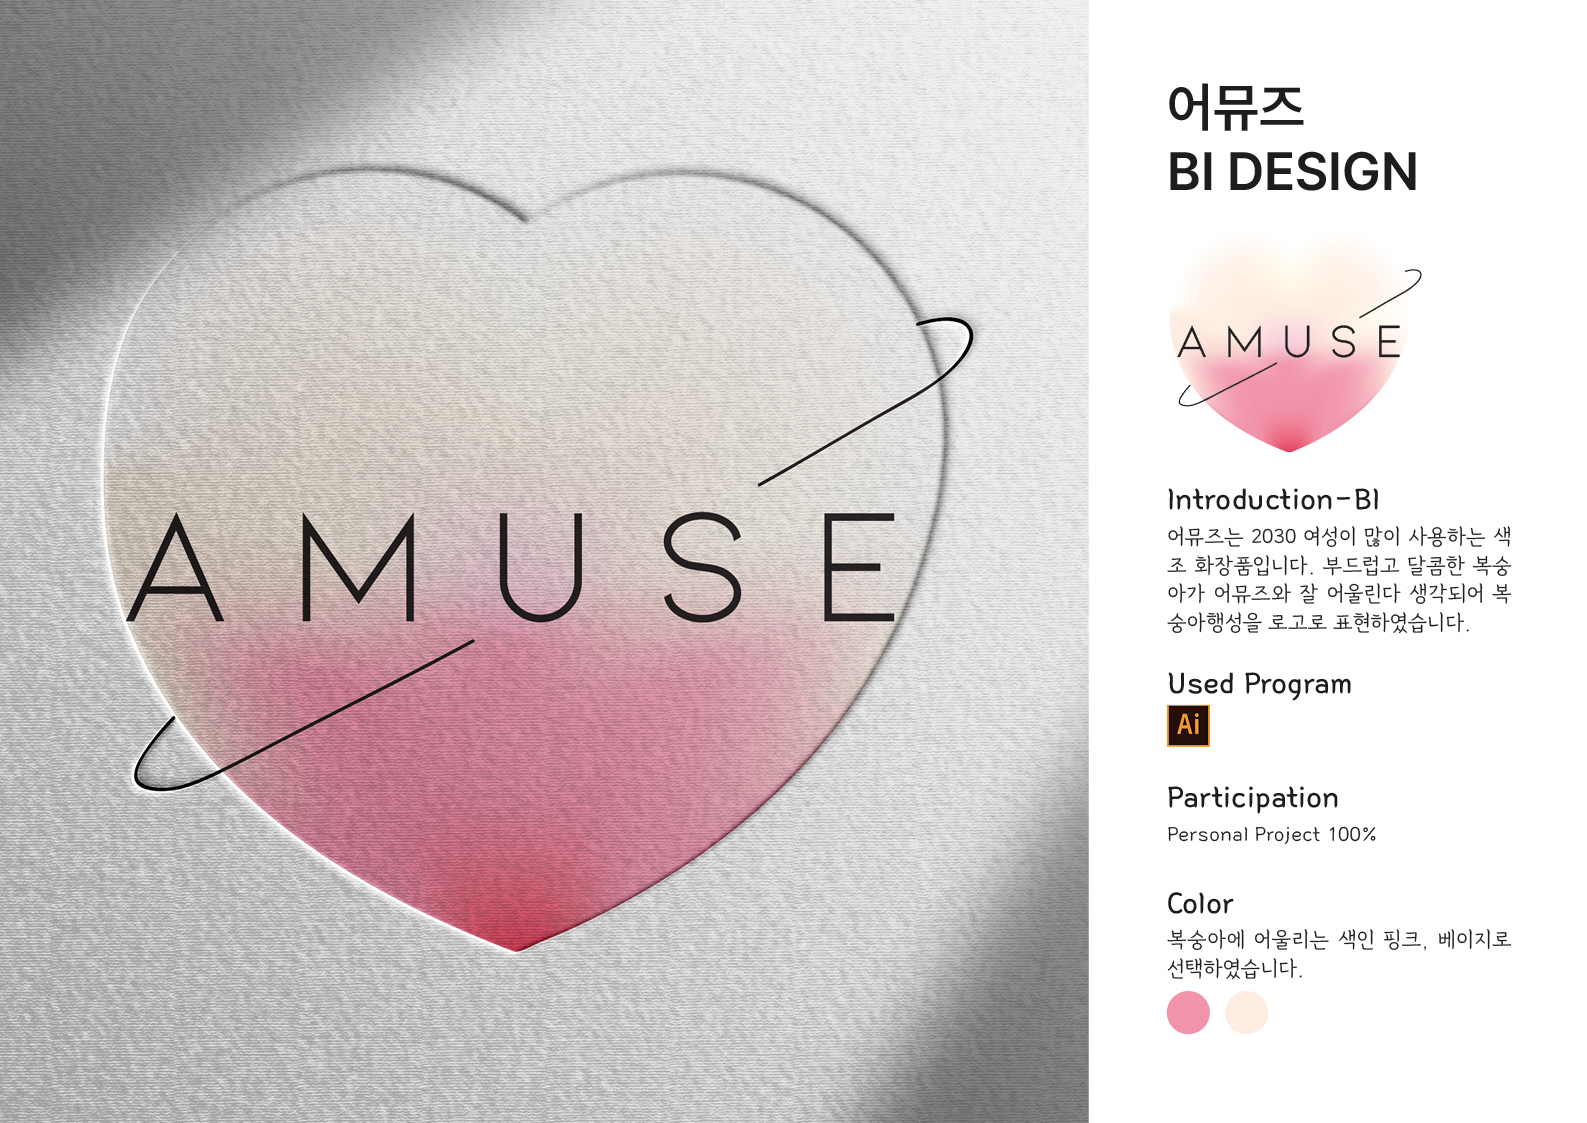 AMUSE
어뮤즈
BI DESIGN
AMUSE
Introduction-BI
어뮤즈는 2030 여성이 많이 사용하는 색
조 화장품입니다. 부드럽고 달콤한 복숭
아가 어뮤즈와 잘 어울린다 생각되어 복
숭아행성을 로고로 표현하였습니다.
Used Program
Ai
Participation
Personal Project 100%
Color
복숭아에 어울리는 색인 핑크, 베이지로
선택하였습니다.